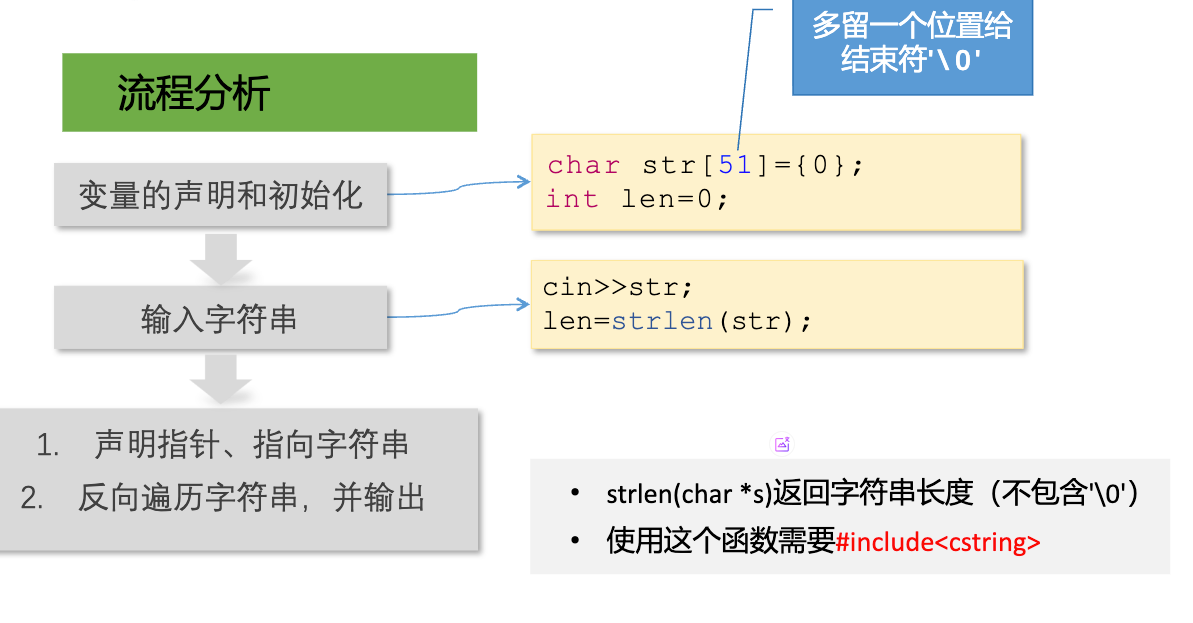 多留一个位置给
结束符'\0'
流程分析
变量的声明和初始化
char str[51]={0};
int len=0;
输入字符串
cin>>str;
len=strlen(str);
1. 声明指针、指向字符串
2. 反向遍历字符串，并输出
• strlen(char *s)返回字符串长度（不包含'\0'）
• 使用这个函数需要#include<cstring>